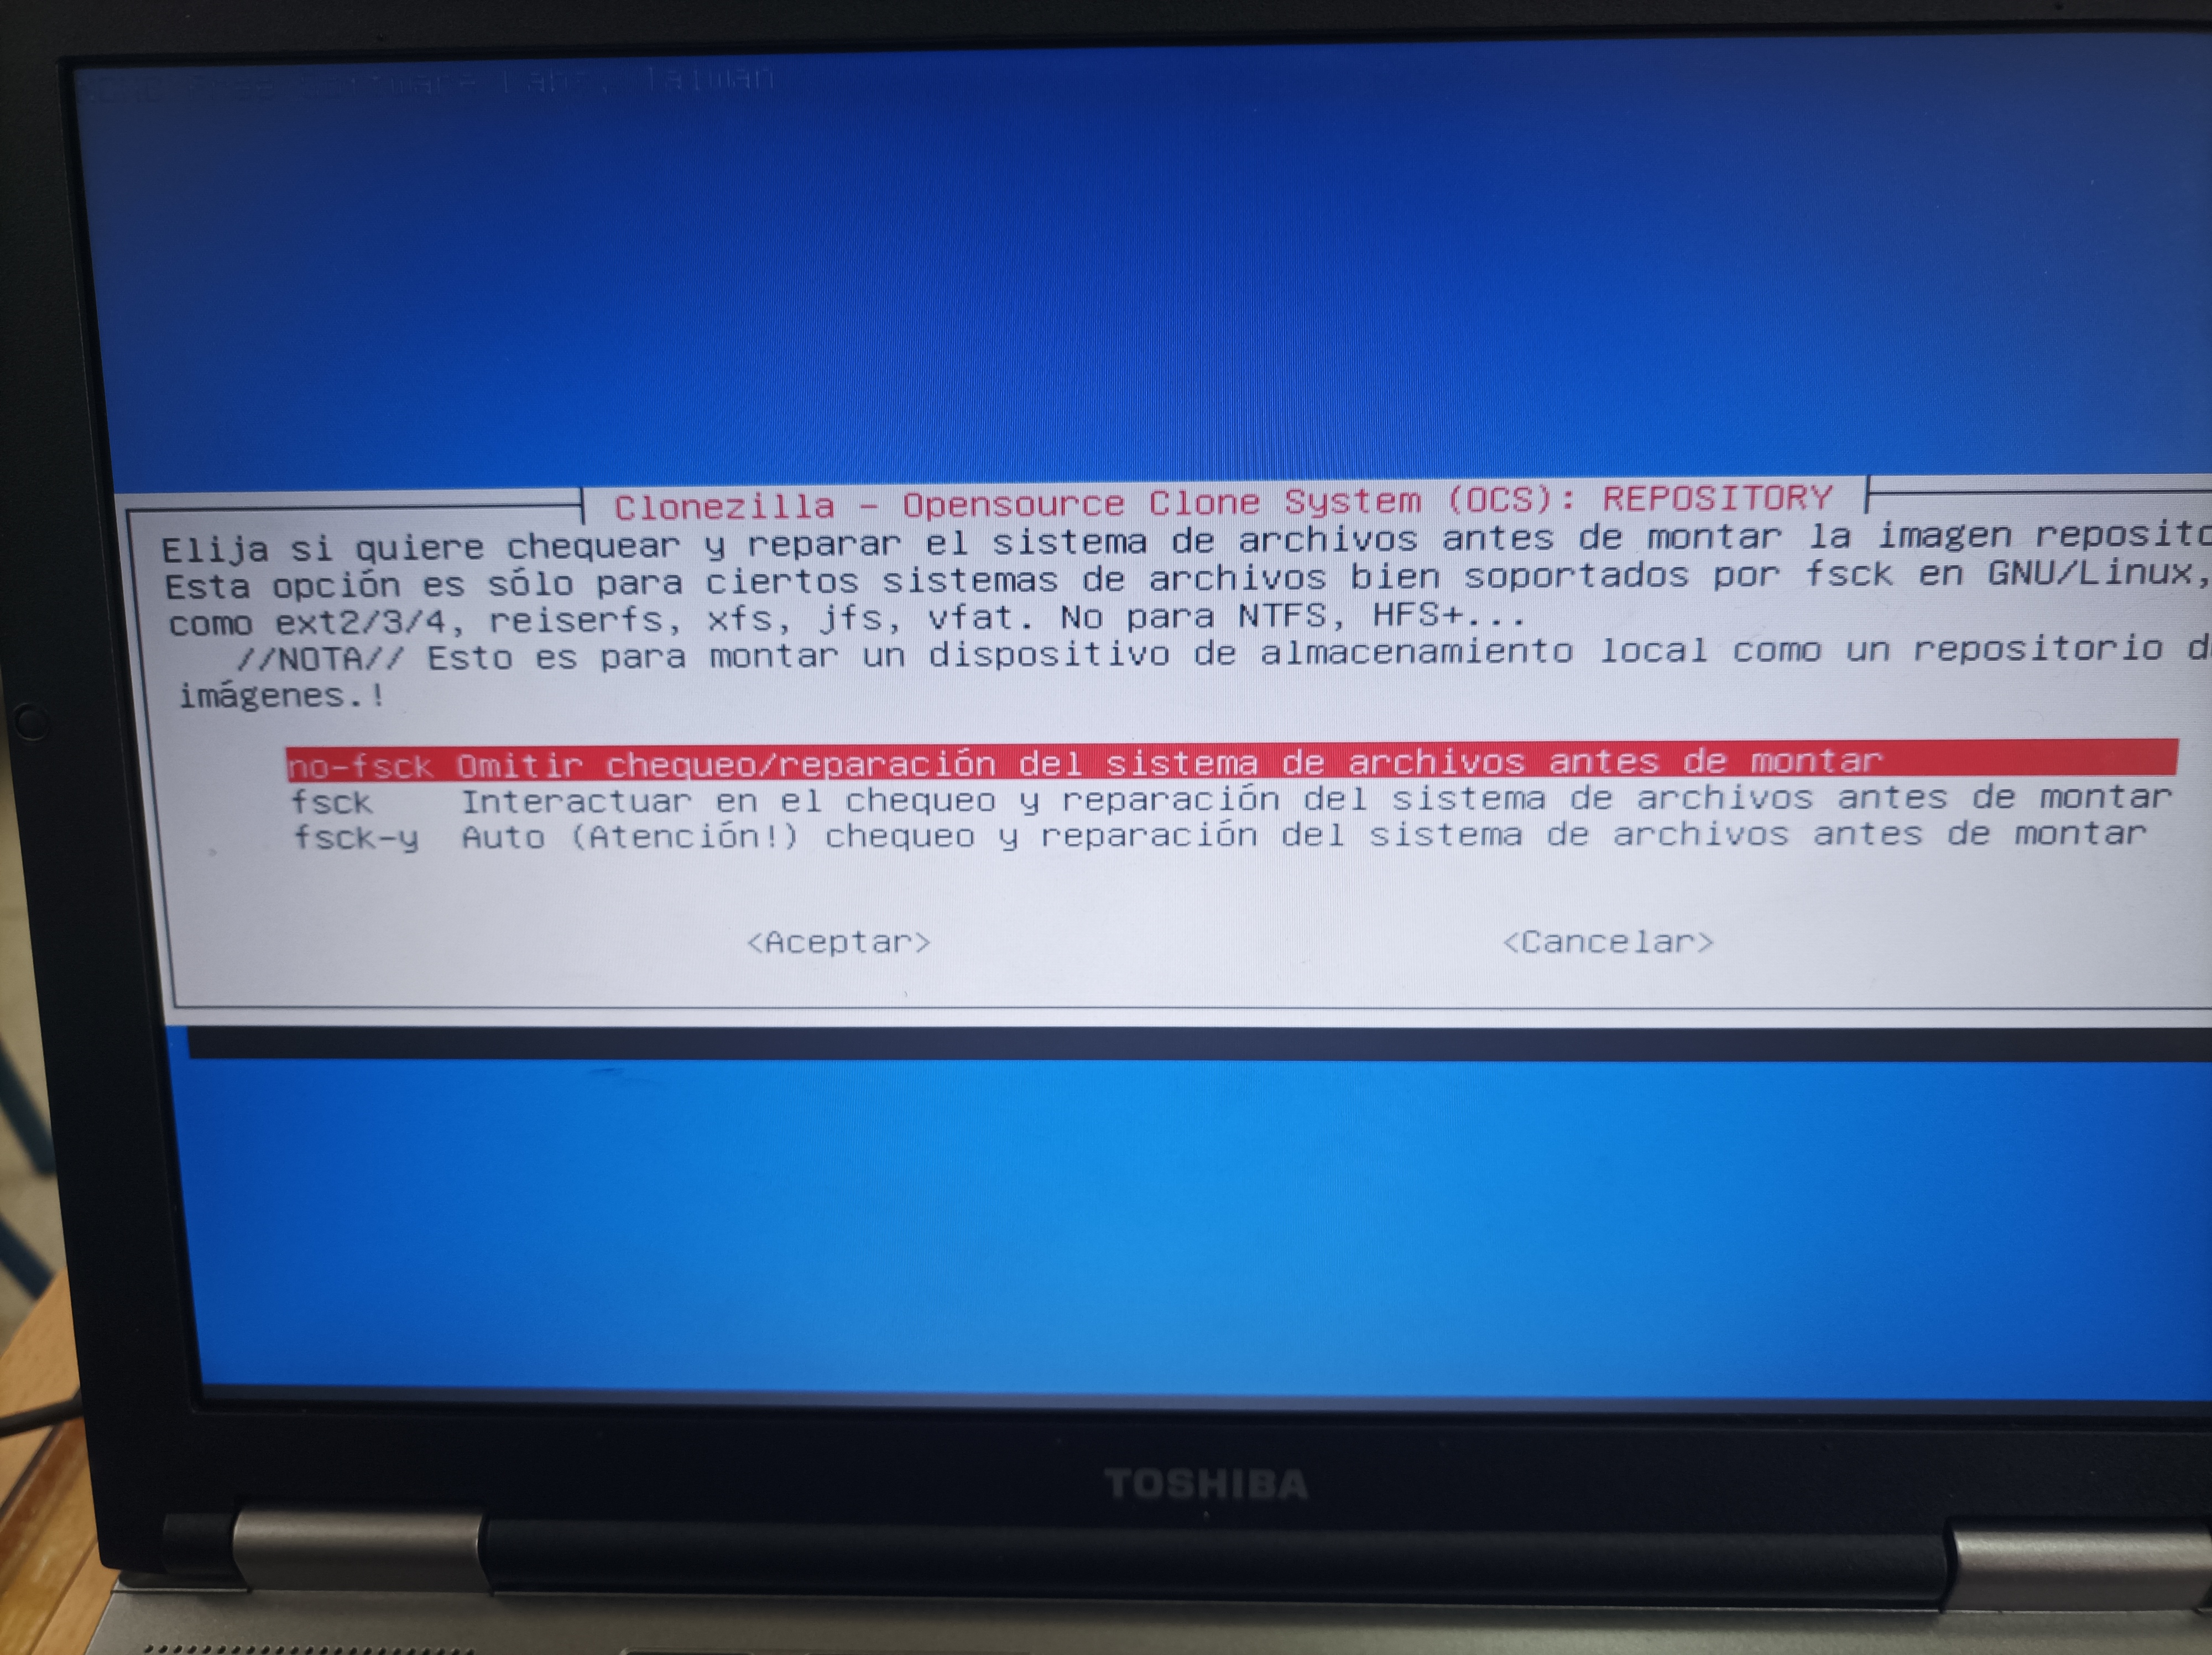 Free Software Labs, Taiwan
Clonezilla - Opensource Clone System (OCS): REPOSITORY
Elija si quiere chequear y reparar el sistema de archivos antes de montar la imagen
Esta opción es sólo para ciertos sistemas de archivos bien soportados por fsck en GNU/Linux,
como ext2/3/4, reiserfs, xfs, jfs, vfat. No para NTFS, HFS+...
//NOTA// Esto es para montar un dispositivo de almacenamiento local como un repositorio
imágenes.!
no-fsck Omitir chequeo/reparación del sistema de archivos antes de montar
fsck Interactuar en el chequeo y reparación del sistema de archivos antes de montar
fsck-y Auto (Atención!) chequeo y reparación del sistema de archivos antes de montar
<Aceptar> <Cancelar>
TOSHIBA